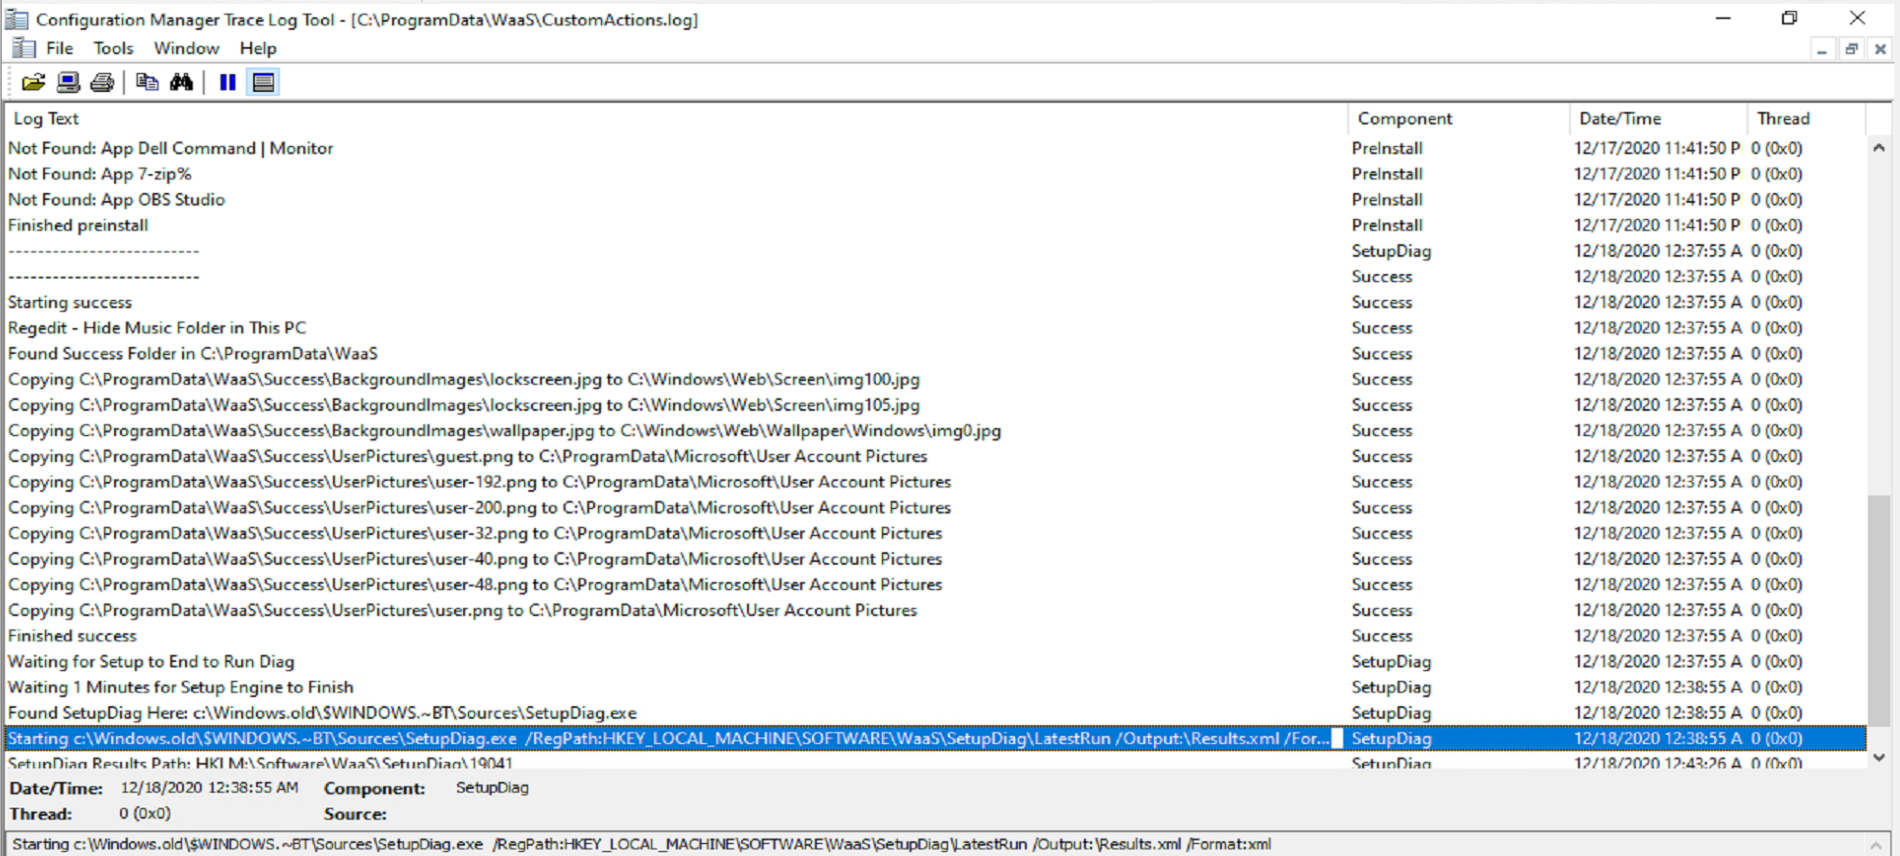 Configuration Manager Trace Log Tool - [C:\ProgramData\WaaS\CustomActions.log]
File Tools Window Help
Log Text Component Date/Time Thread
Not Found: App Dell Command | Monitor PreInstall 12/17/2020 11:41:50 P 0 (0x0)
Not Found: App 7-zip% PreInstall 12/17/2020 11:41:50 P 0 (0x0)
Not Found: App OBS Studio PreInstall 12/17/2020 11:41:50 P 0 (0x0)
Finished preinstall PreInstall 12/17/2020 11:41:50 P 0 (0x0)
-------------------------- SetupDiag 12/18/2020 12:37:55 A 0 (0x0)
-------------------------- Success 12/18/2020 12:37:55 A 0 (0x0)
Starting success Success 12/18/2020 12:37:55 A 0 (0x0)
Regedit - Hide Music Folder in This PC Success 12/18/2020 12:37:55 A 0 (0x0)
Found Success Folder in C:\ProgramData\WaaS Success 12/18/2020 12:37:55 A 0 (0x0)
Copying C:\ProgramData\WaaS\Success\BackgroundImages\lockscreen.jpg to C:\Windows\Web\Screen\img100.jpg Success 12/18/2020 12:37:55 A 0 (0x0)
Copying C:\ProgramData\WaaS\Success\BackgroundImages\lockscreen.jpg to C:\Windows\Web\Screen\img105.jpg Success 12/18/2020 12:37:55 A 0 (0x0)
Copying C:\ProgramData\WaaS\Success\BackgroundImages\wallpaper.jpg to C:\Windows\Web\Wallpaper\Windows\img0.jpg Success 12/18/2020 12:37:55 A 0 (0x0)
Copying C:\ProgramData\WaaS\Success\UserPictures\guest.png to C:\ProgramData\Microsoft\User Account Pictures Success 12/18/2020 12:37:55 A 0 (0x0)
Copying C:\ProgramData\WaaS\Success\UserPictures\user-192.png to C:\ProgramData\Microsoft\User Account Pictures Success 12/18/2020 12:37:55 A 0 (0x0)
Copying C:\ProgramData\WaaS\Success\UserPictures\user-200.png to C:\ProgramData\Microsoft\User Account Pictures Success 12/18/2020 12:37:55 A 0 (0x0)
Copying C:\ProgramData\WaaS\Success\UserPictures\user-32.png to C:\ProgramData\Microsoft\User Account Pictures Success 12/18/2020 12:37:55 A 0 (0x0)
Copying C:\ProgramData\WaaS\Success\UserPictures\user-40.png to C:\ProgramData\Microsoft\User Account Pictures Success 12/18/2020 12:37:55 A 0 (0x0)
Copying C:\ProgramData\WaaS\Success\UserPictures\user-48.png to C:\ProgramData\Microsoft\User Account Pictures Success 12/18/2020 12:37:55 A 0 (0x0)
Copying C:\ProgramData\WaaS\Success\UserPictures\user.png to C:\ProgramData\Microsoft\User Account Pictures Success 12/18/2020 12:37:55 A 0 (0x0)
Finished success Success 12/18/2020 12:37:55 A 0 (0x0)
Waiting for Setup to End to Run Diag SetupDiag 12/18/2020 12:37:55 A 0 (0x0)
Waiting 1 Minutes for Setup Engine to Finish SetupDiag 12/18/2020 12:38:55 A 0 (0x0)
Found SetupDiag Here: c:\Windows.old\$WINDOWS.~BT\Sources\SetupDiag.exe SetupDiag 12/18/2020 12:38:55 A 0 (0x0)
Starting c:\Windows.old\$WINDOWS.~BT\Sources\SetupDiag.exe /RegPath:HKEY_LOCAL_MACHINE\SOFTWARE\WaaS\SetupDiag\LatestRun /Output:\Results.xml /For... SetupDiag 12/18/2020 12:38:55 A 0 (0x0)
SetupDiag Results Path: HKLM:\Software\WaaS\SetupDiag\19041 SetupDiag 12/18/2020 12:43:26 A 0 (0x0)
Date/Time: 12/18/2020 12:38:55 AM Component: SetupDiag
Thread: 0 (0x0) Source:
Starting c:\Windows.old\$WINDOWS.~BT\Sources\SetupDiag.exe /RegPath:HKEY_LOCAL_MACHINE\SOFTWARE\WaaS\SetupDiag\LatestRun /Output:\Results.xml /Format:xml